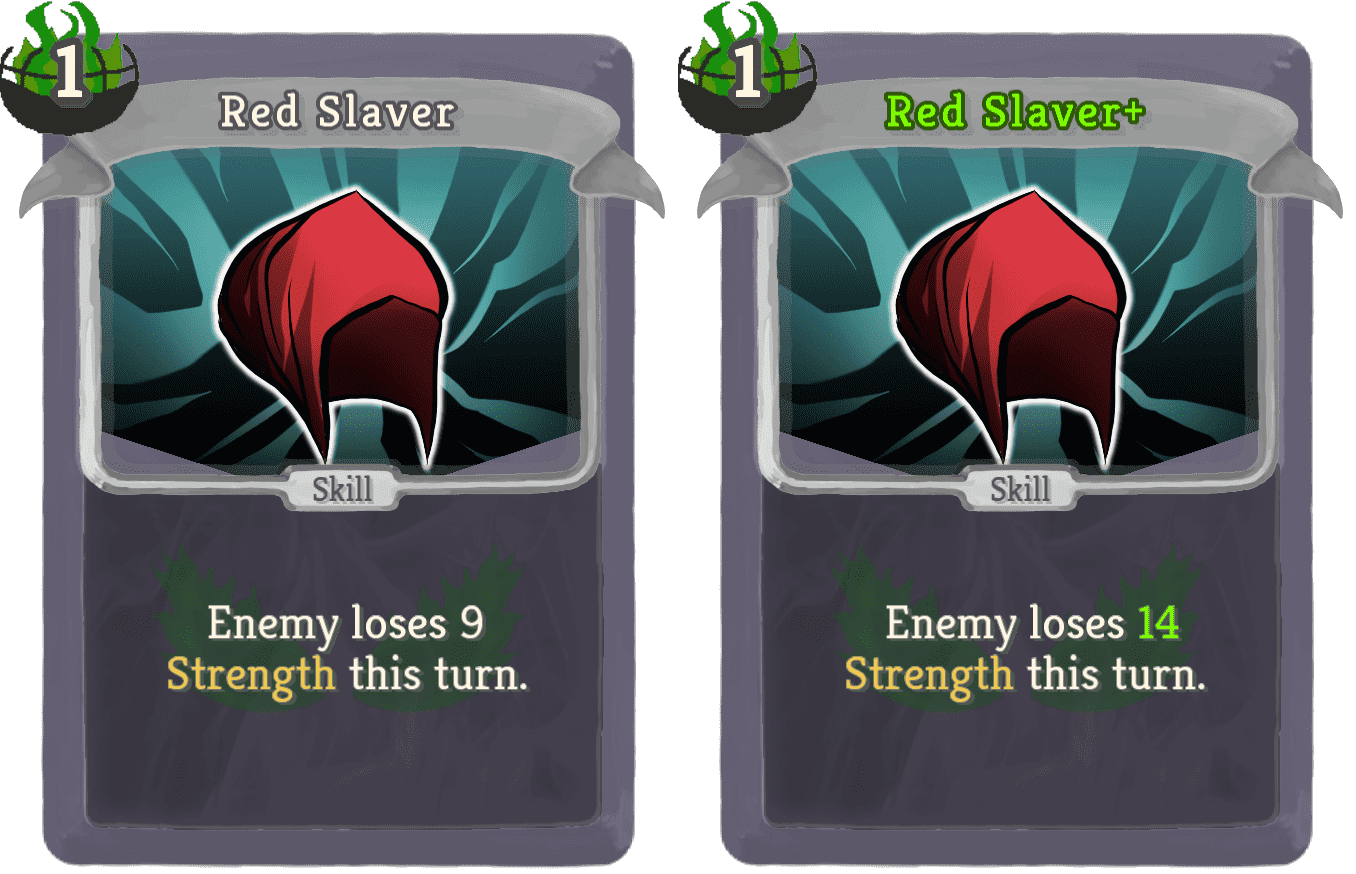 1
Red Slaver
Skill
Enemy loses 9
Strength this turn.
1
Red Slaver+
Skill
Enemy loses 14
Strength this turn.